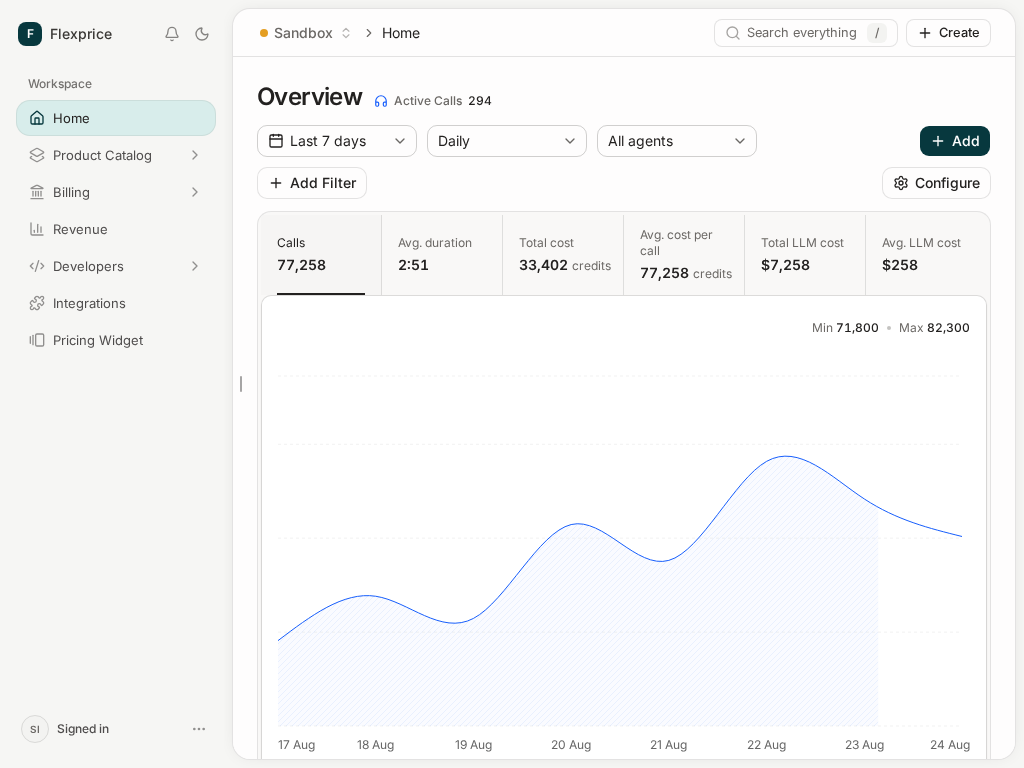 F Flexprice
Sandbox
Home
Search everything /
Create
Workspace
Home
Product Catalog
Billing
Revenue
Developers
Integrations
Pricing Widget
SI Signed in
Overview
Active Calls 294
Last 7 days
Daily
All agents
Add
Add Filter
Configure
Calls
77,258
Avg. duration
2:51
Total cost
33,402 credits
Avg. cost per
call
77,258 credits
Total LLM cost
$7,258
Avg. LLM cost
$258
Min 71,800 • Max 82,300
17 Aug 18 Aug 19 Aug 20 Aug 21 Aug 22 Aug 23 Aug 24 Aug